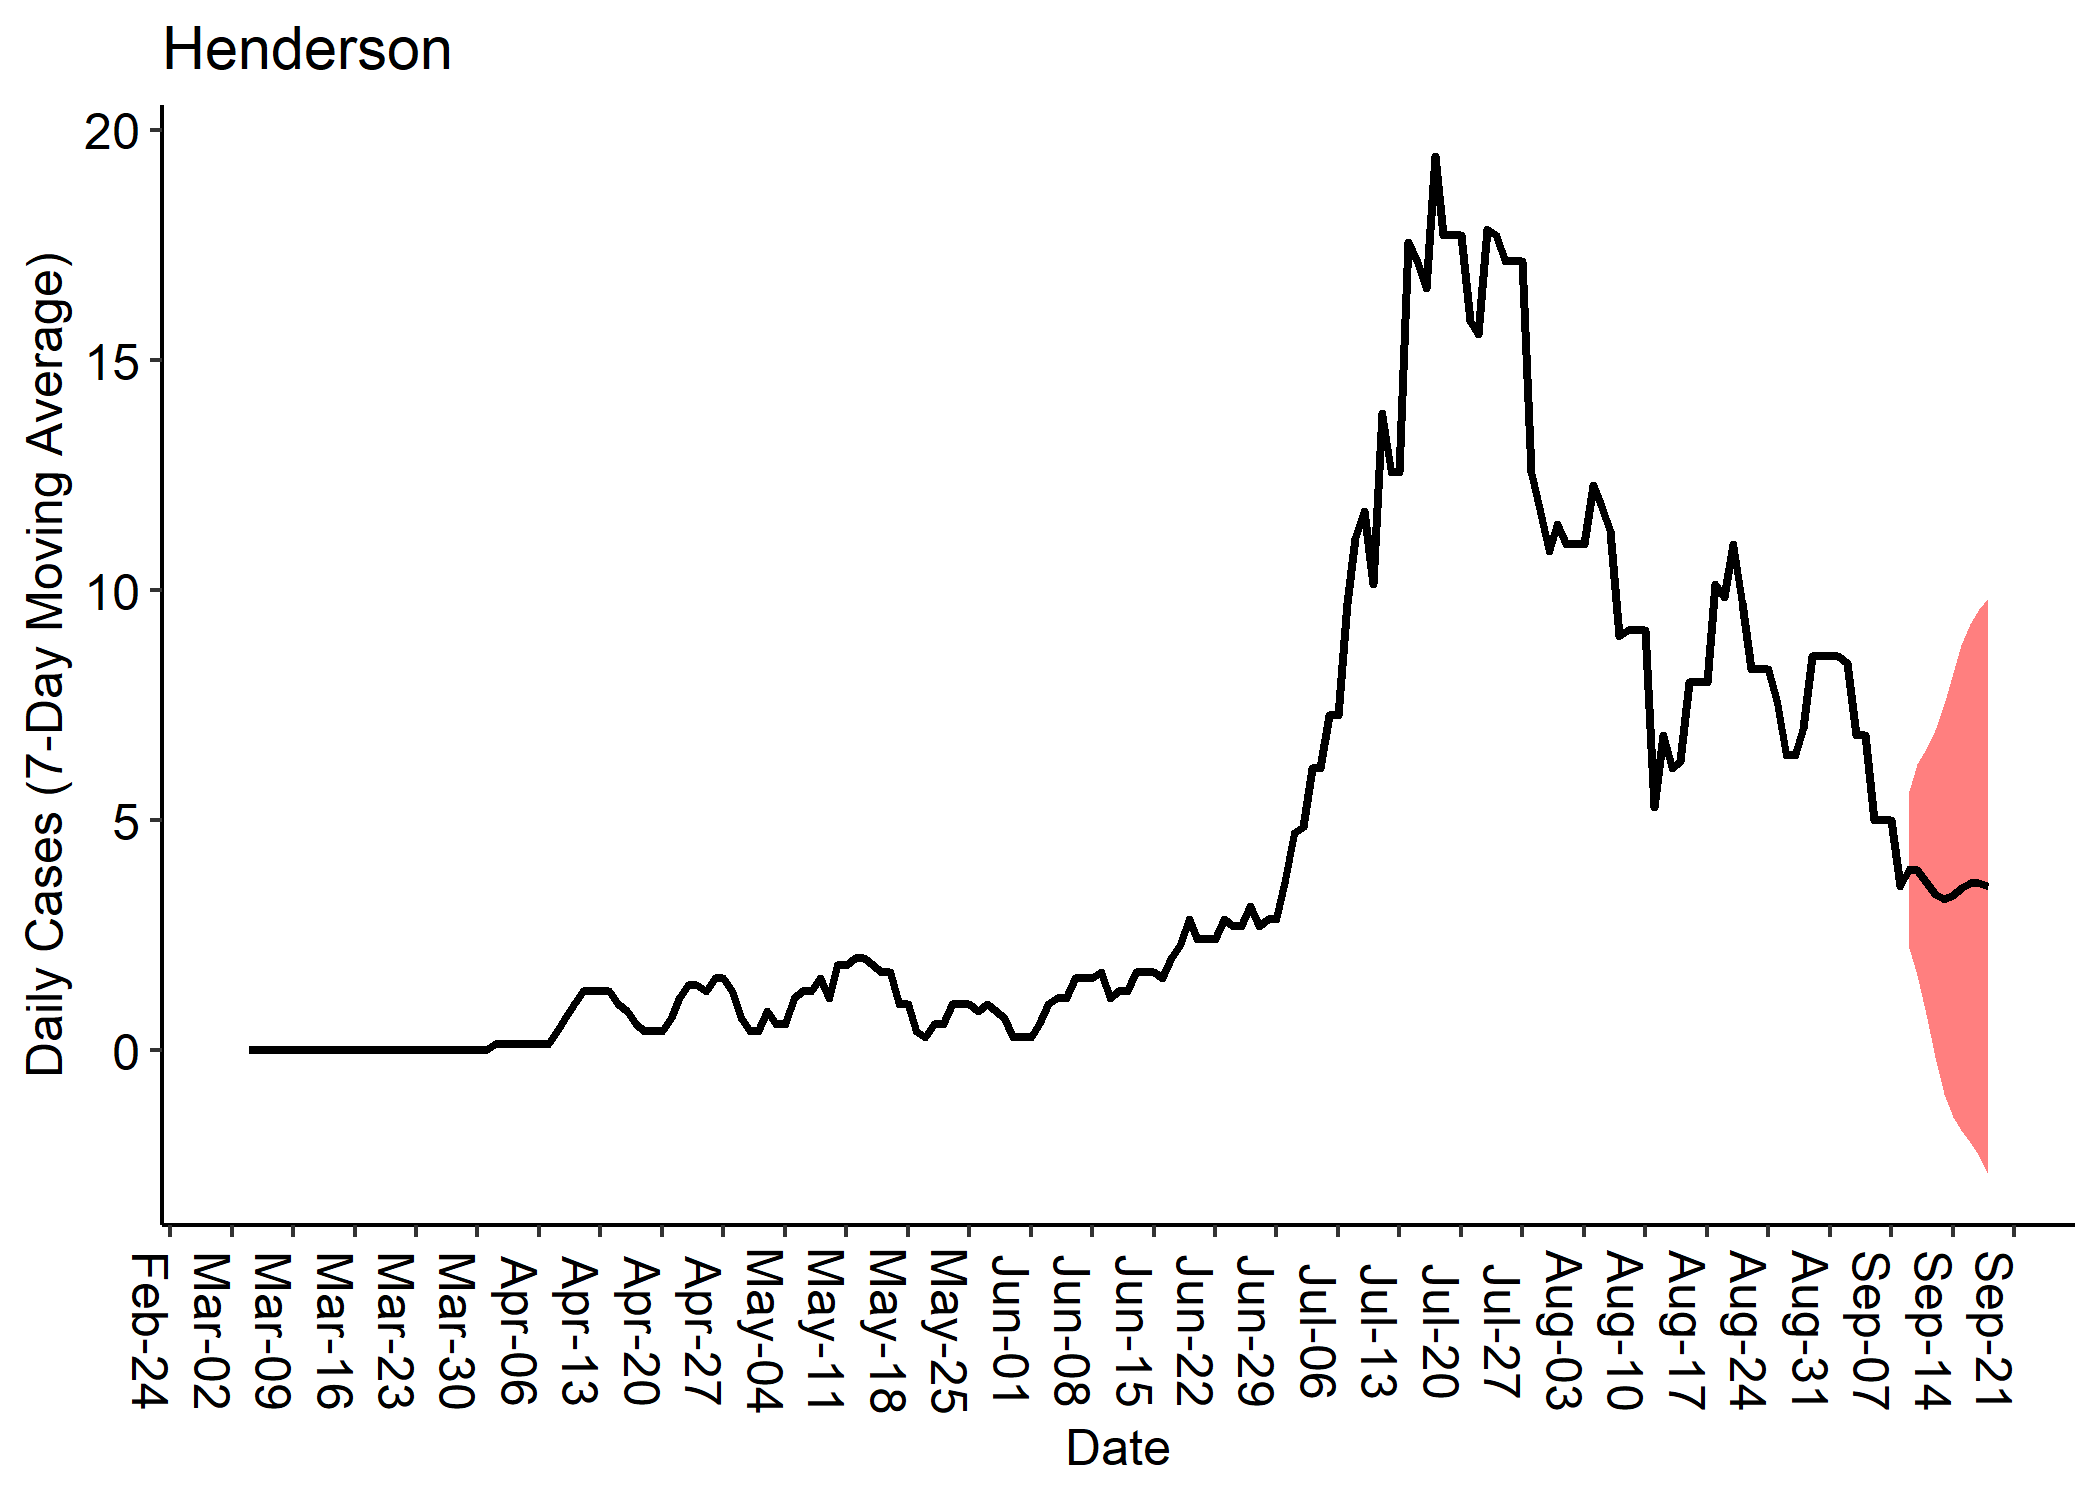 Henderson
Daily Cases (7-Day Moving Average)
20
15
10
5
0
Feb-24
Mar-02
Mar-09
Mar-16
Mar-23
Mar-30
Apr-06
Apr-13
Apr-20
Apr-27
May-04
May-11
May-18
May-25
Jun-01
Jun-08
Jun-15
Jun-22
Jun-29
Jul-06
Jul-13
Jul-20
Jul-27
Aug-03
Aug-10
Aug-17
Aug-24
Aug-31
Sep-07
Sep-14
Sep-21
Date